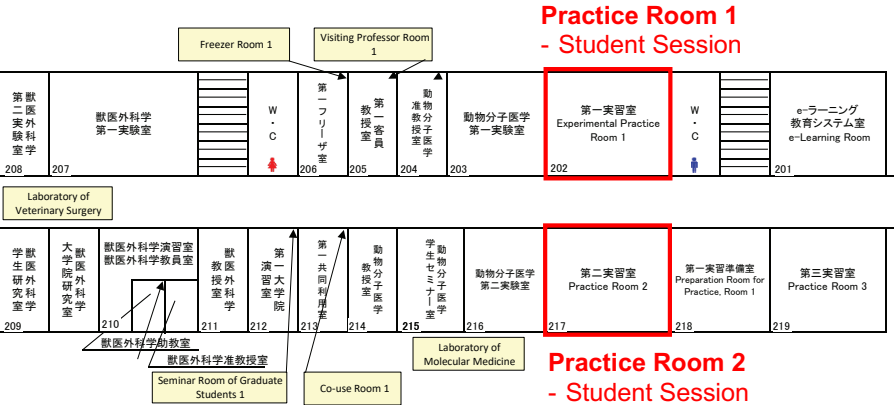 Practice Room 1
- Student Session
Freezer Room 1
Visiting Professor Room
1
獣医外科学
第二実験室
208
獣医外科学
第一実験室
207
W
・
C
第一フリーザ室
206
第一客員
教授室
205
動物分子医学
准教授室
204
動物分子医学
第一実験室
203
第一実習室
Experimental Practice
Room 1
202
W
・
C
e-ラーニング
教育システム室
e-Learning Room
201
Laboratory of
Veterinary Surgery
獣医外科学
学生研究室
209
獣医外科学
大学院研究室
獣医外科学演習室
獣医外科学教員室
210
獣医外科学
教授室
211
第一大学院
演習室
212
第一共同利用室
213
動物分子医学
教授室
214
動物分子医学
学生セミナー室
215
動物分子医学
第二実験室
216
第二実習室
Practice Room 2
217
第一実習準備室
Preparation Room for
Practice, Room 1
218
第三実習室
Practice Room 3
219
獣医外科学助教室
獣医外科学准教授室
Seminar Room of Graduate
Students 1
Co-use Room 1
Laboratory of
Molecular Medicine
Practice Room 2
- Student Session